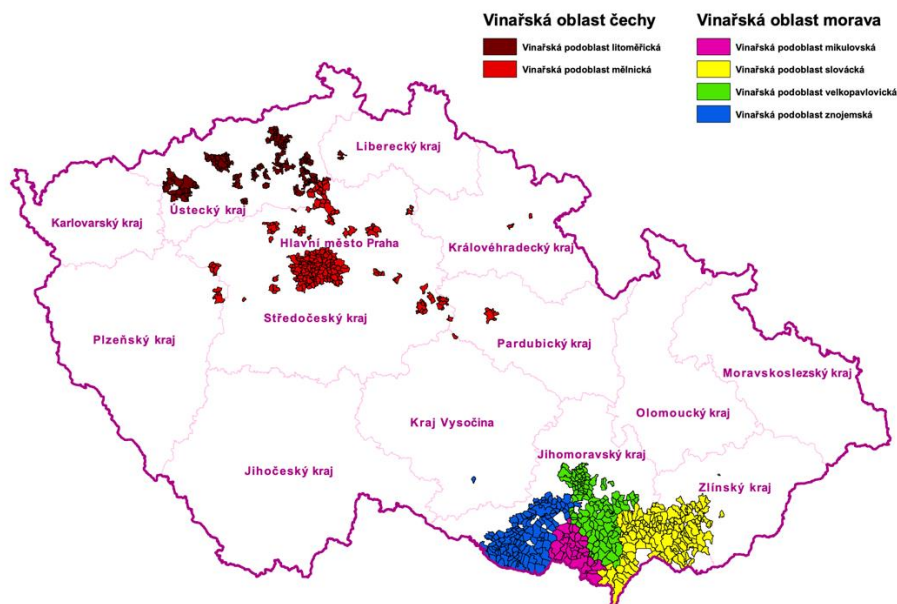 Vinařská oblast čechy
Vinařská podoblast litoměřická
Vinařská podoblast mělnická
Vinařská oblast morava
Vinařská podoblast mikulovská
Vinařská podoblast slovácká
Vinařská podoblast velkopavlovická
Vinařská podoblast znojemská
Liberecký kraj
Ústecký kraj
Karlovarský kraj
Hlavní město Praha
Královéhradecký kraj
Středočeský kraj
Plzeňský kraj
Pardubický kraj
Moravskoslezský kraj
Olomoucký kraj
Kraj Vysočina
Jihomoravský kraj
Jihočeský kraj
Zlínský kraj